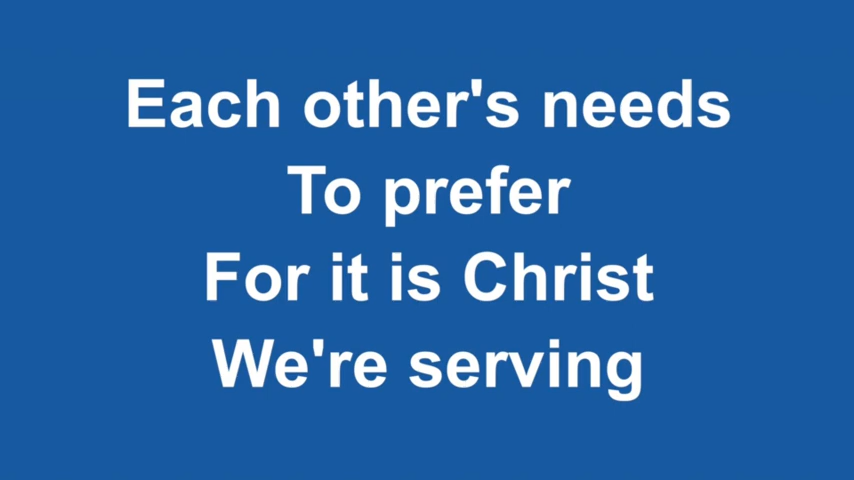 Each other's needs
To prefer
For it is Christ
We're serving